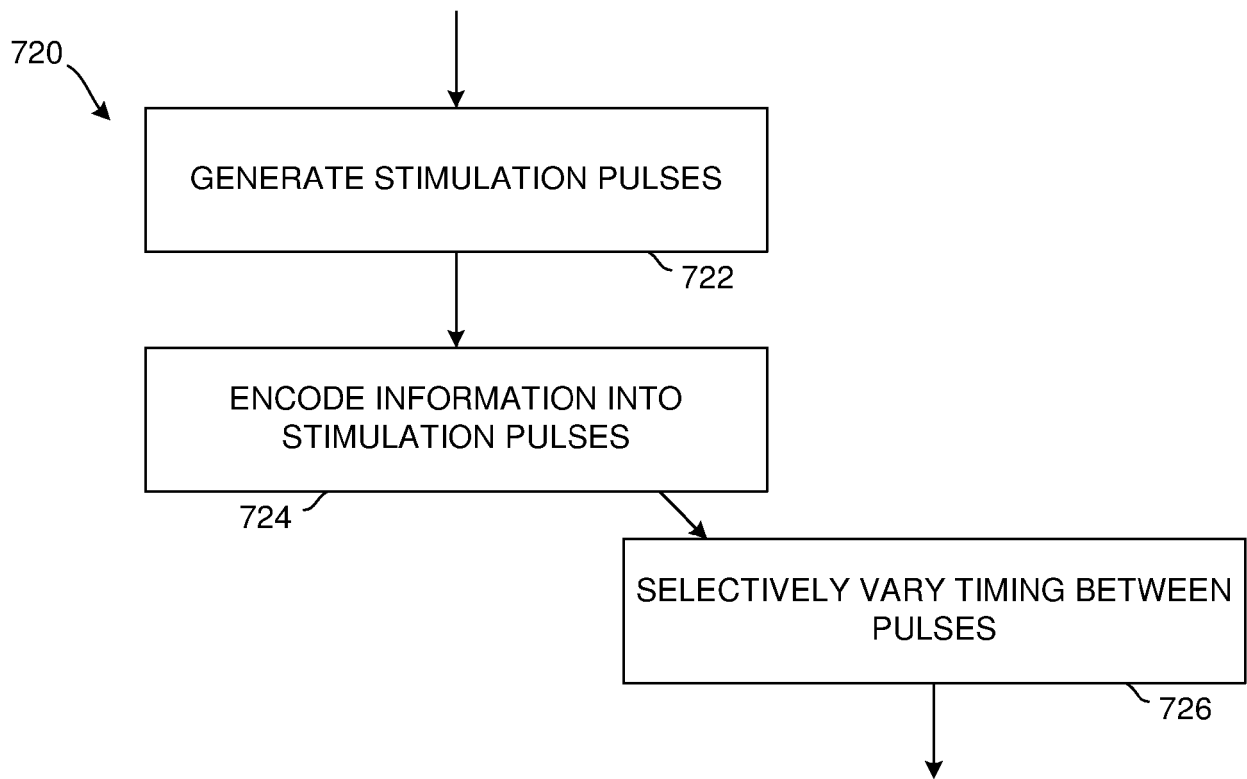 720
GENERATE STIMULATION PULSES
722
ENCODE INFORMATION INTO
STIMULATION PULSES
724
SELECTIVELY VARY TIMING BETWEEN
PULSES
726